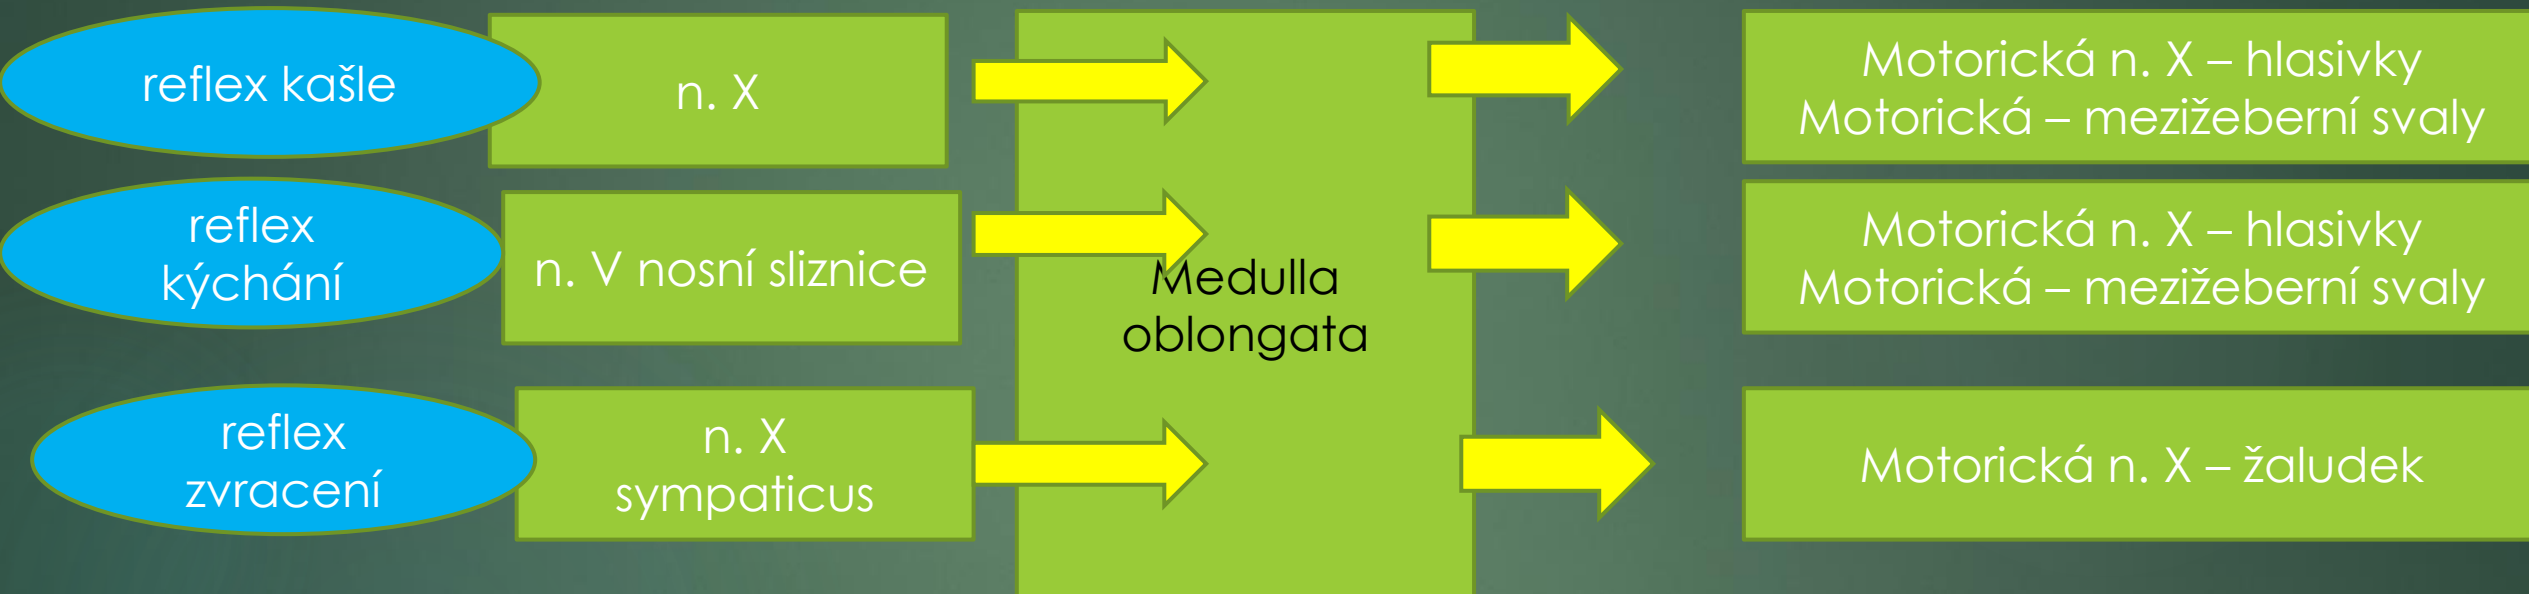 reflex kašle
n. X
Motorická n. X – hlasivky
Motorická – mezižeberní svaly
reflex
kýchání
n. V nosní sliznice
Medulla
oblongata
Motorická n. X – hlasivky
Motorická – mezižeberní svaly
reflex
zvracení
n. X
sympaticus
Motorická n. X – žaludek